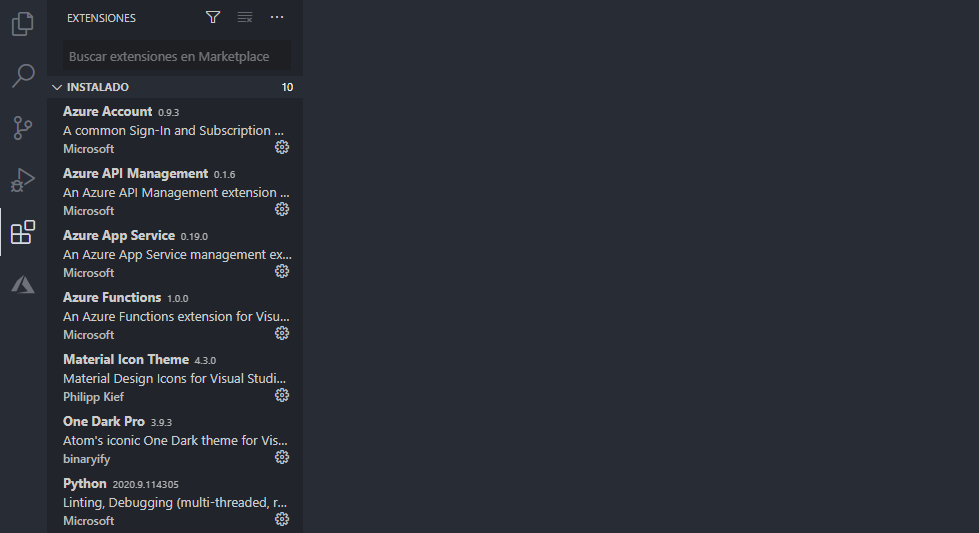 EXTENSIONES
Buscar extensiones en Marketplace
INSTALADO 10
Azure Account 0.9.3
A common Sign-In and Subscription ...
Microsoft
Azure API Management 0.1.6
An Azure API Management extension ...
Microsoft
Azure App Service 0.19.0
An Azure App Service management ex...
Microsoft
Azure Functions 1.0.0
An Azure Functions extension for Visu...
Microsoft
Material Icon Theme 4.3.0
Material Design Icons for Visual Studi...
Philipp Kief
One Dark Pro 3.9.3
Atom's iconic One Dark theme for Vis...
binaryify
Python 2020.9.114305
Linting, Debugging (multi-threaded, r...
Microsoft